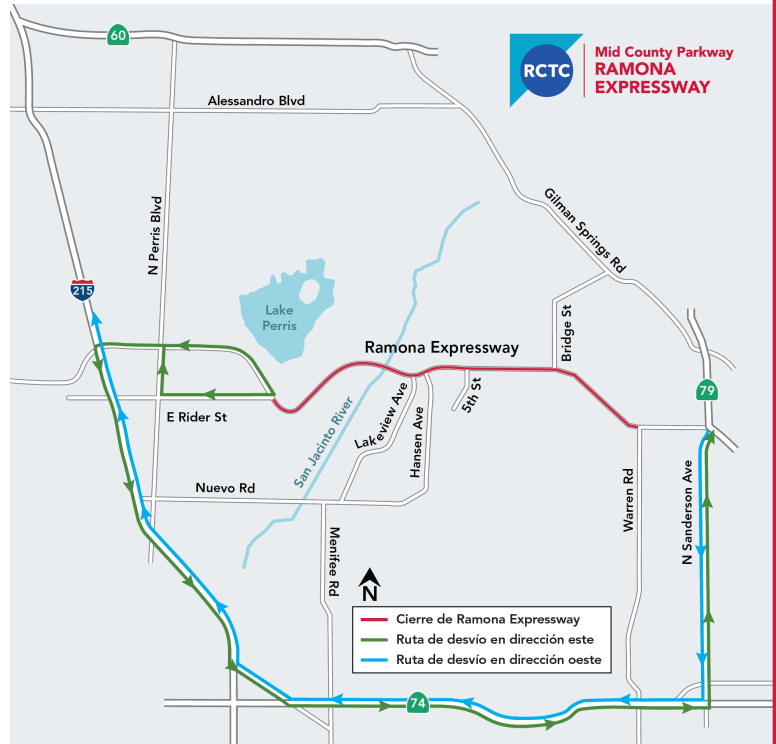 60
RCTC
Mid County Parkway
RAMONA
EXPRESSWAY
Alessandro Blvd
Gilman Springs Rd
N Perris Blvd
215
Lake
Perris
Bridge St
Ramona Expressway
79
5th St
Lakeview Ave
Hansen Ave
E Rider St
San Jacinto River
Nuevo Rd
Warren Rd
N Sanderson Ave
Menifee Rd
N
Cierre de Ramona Expressway
Ruta de desvío en dirección este
Ruta de desvío en dirección oeste
74